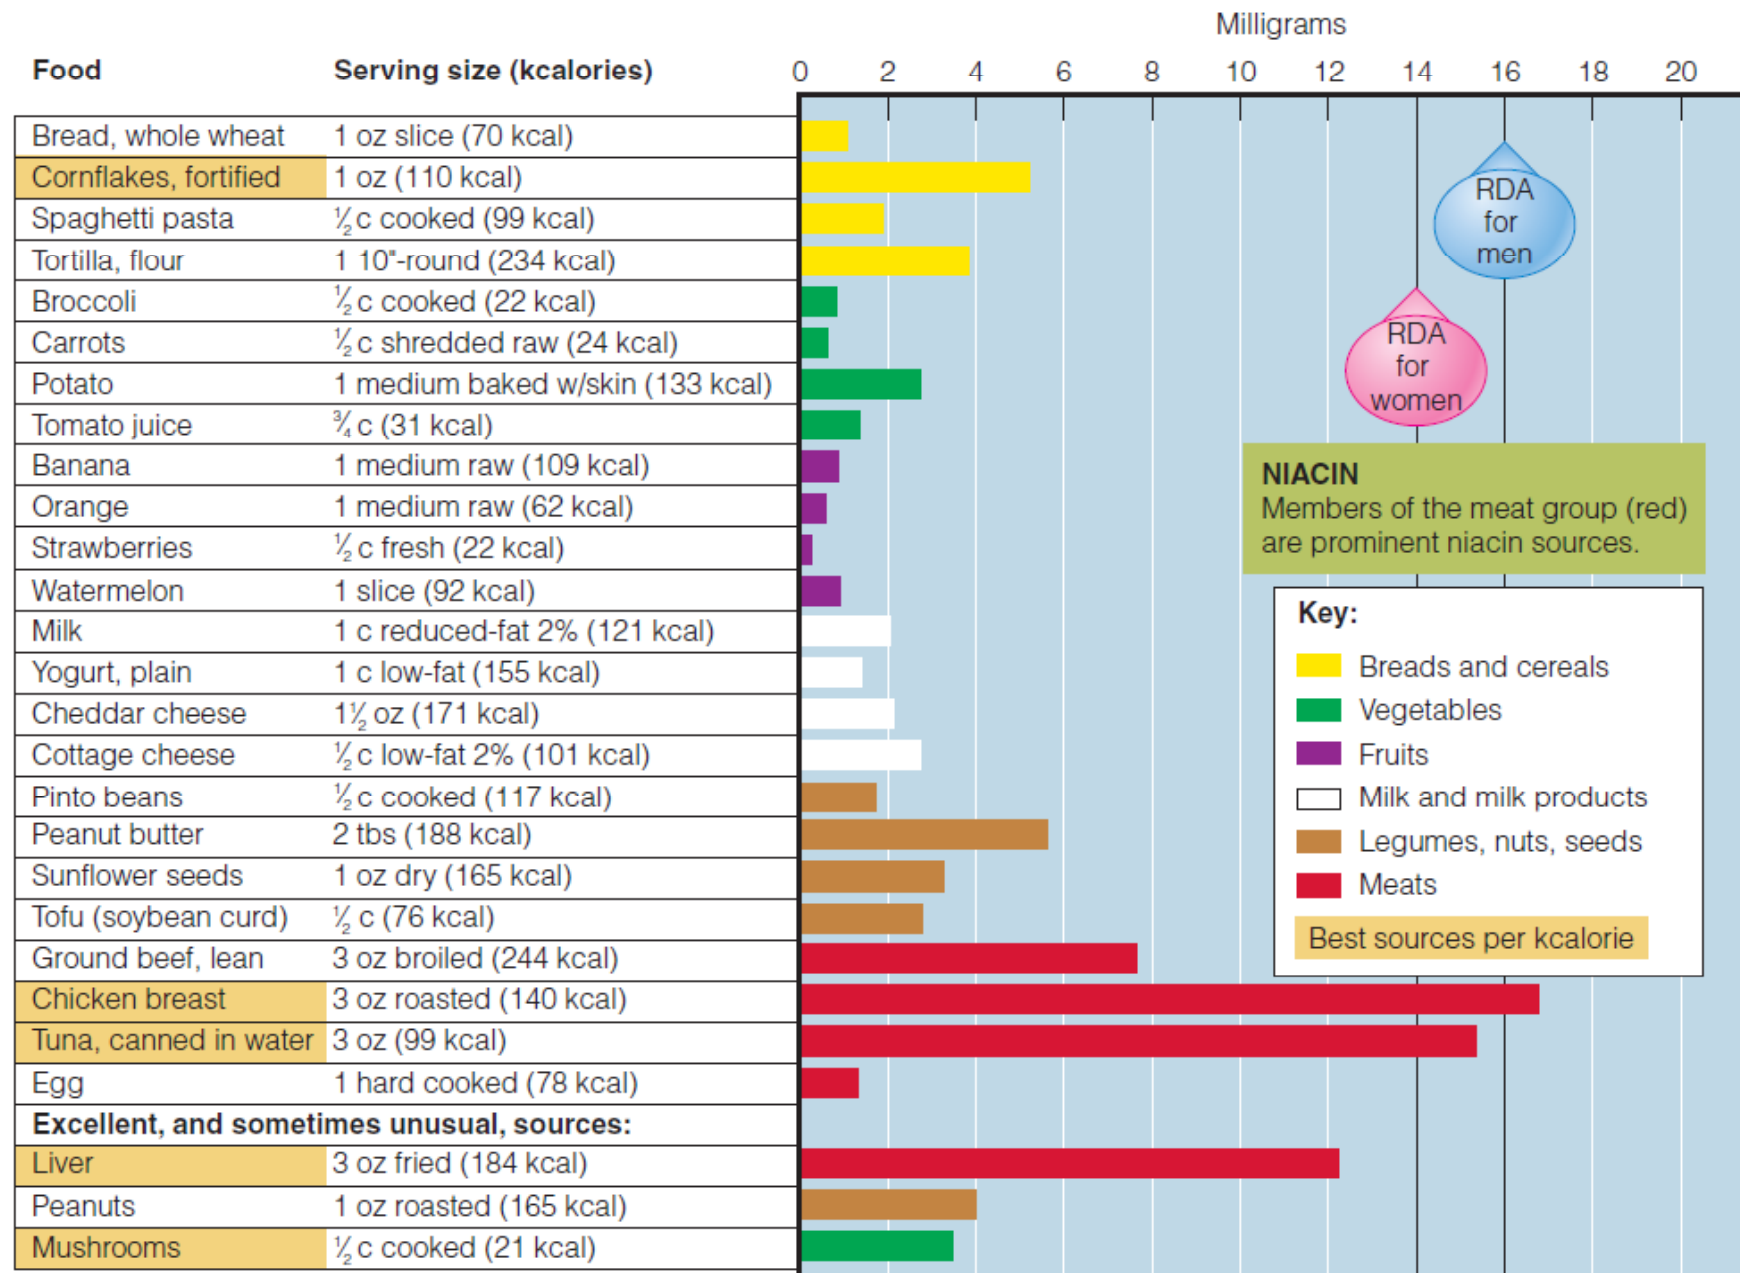 Milligrams
Food Serving size (kcalories) 0 2 4 6 8 10 12 14 16 18 20
Bread, whole wheat 1 oz slice (70 kcal)
Cornflakes, fortified 1 oz (110 kcal)
Spaghetti pasta ½ c cooked (99 kcal)
Tortilla, flour 1 10"-round (234 kcal)
Broccoli ½ c cooked (22 kcal)
Carrots ½ c shredded raw (24 kcal)
Potato 1 medium baked w/skin (133 kcal)
Tomato juice ¾ c (31 kcal)
Banana 1 medium raw (109 kcal)
Orange 1 medium raw (62 kcal)
Strawberries ½ c fresh (22 kcal)
Watermelon 1 slice (92 kcal)
Milk 1 c reduced-fat 2% (121 kcal)
Yogurt, plain 1 c low-fat (155 kcal)
Cheddar cheese 1½ oz (171 kcal)
Cottage cheese ½ c low-fat 2% (101 kcal)
Pinto beans ½ c cooked (117 kcal)
Peanut butter 2 tbs (188 kcal)
Sunflower seeds 1 oz dry (165 kcal)
Tofu (soybean curd) ½ c (76 kcal)
Ground beef, lean 3 oz broiled (244 kcal)
Chicken breast 3 oz roasted (140 kcal)
Tuna, canned in water 3 oz (99 kcal)
Egg 1 hard cooked (78 kcal)
Excellent, and sometimes unusual, sources:
Liver 3 oz fried (184 kcal)
Peanuts 1 oz roasted (165 kcal)
Mushrooms ½ c cooked (21 kcal)
RDA
for
men
RDA
for
women
NIACIN
Members of the meat group (red)
are prominent niacin sources.
Key:
Breads and cereals
Vegetables
Fruits
Milk and milk products
Legumes, nuts, seeds
Meats
Best sources per kcalorie